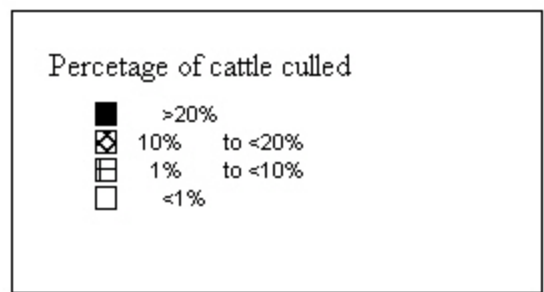 Percetage of cattle culled
>20%
10% to <20%
1% to <10%
<1%